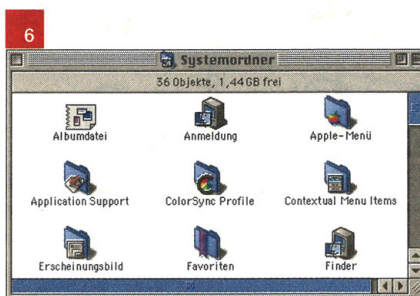 6
Systemordner
36 Objekte, 1,44 GB frei
Albumdatei Anmeldung Apple-Menü
Application Support ColorSync Profile Contextual Menu Items
Erscheinungsbild Favoriten Finder